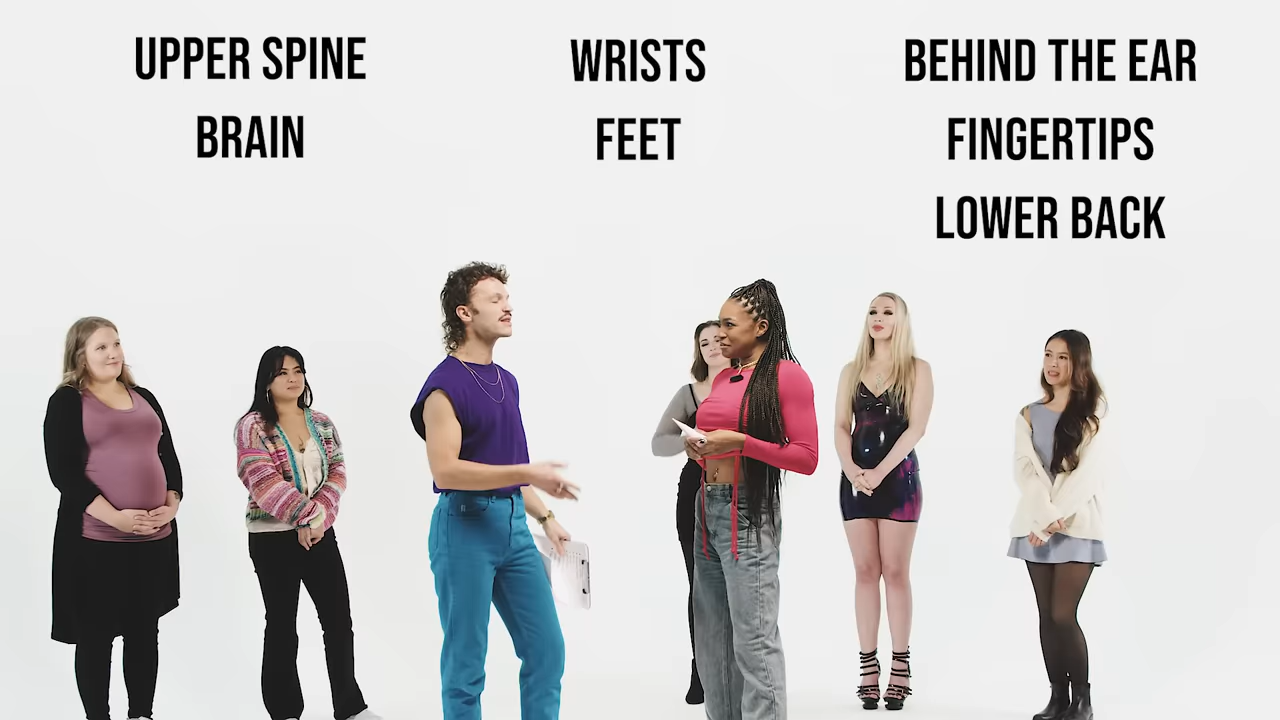 UPPER SPINE
BRAIN
WRISTS
FEET
BEHIND THE EAR
FINGERTIPS
LOWER BACK